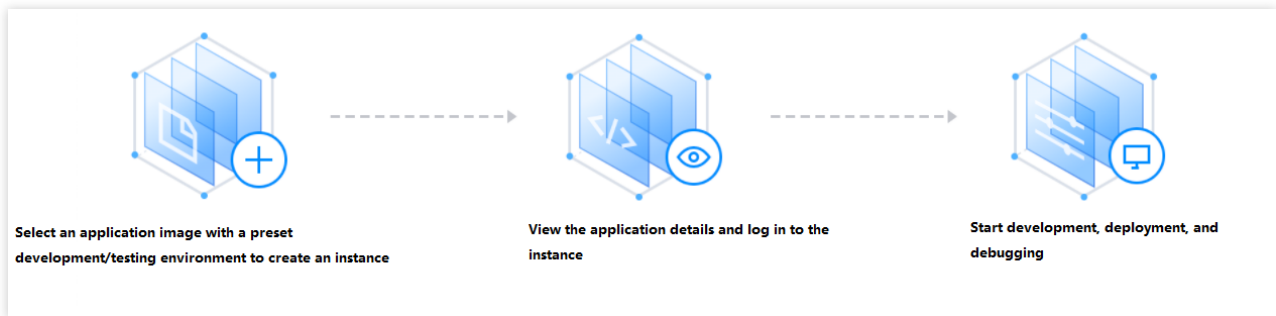 Select an application image with a preset
development/testing environment to create an instance
View the application details and log in to the
instance
Start development, deployment, and
debugging